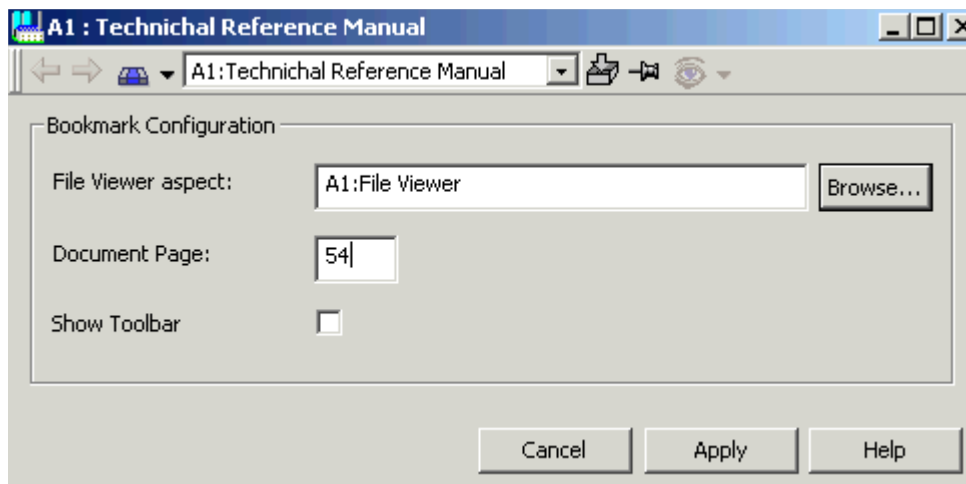 A1 : Technichal Reference Manual
A1:Technichal Reference Manual
Bookmark Configuration
File Viewer aspect: A1:File Viewer Browse...
Document Page: 54
Show Toolbar
Cancel Apply Help